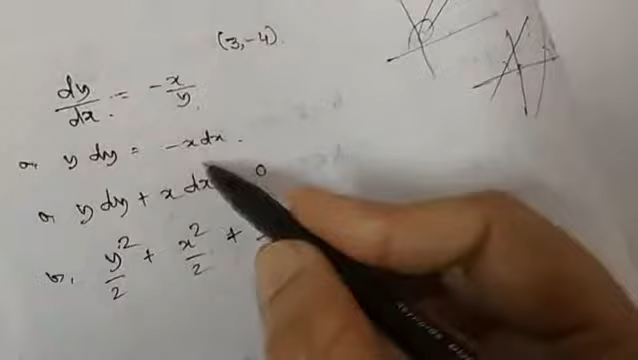 (3,-4).
dy/dx = -x/y.
or y dy = -x dx.
or y dy + x dx 0
or, y²/2 + x²/2 +